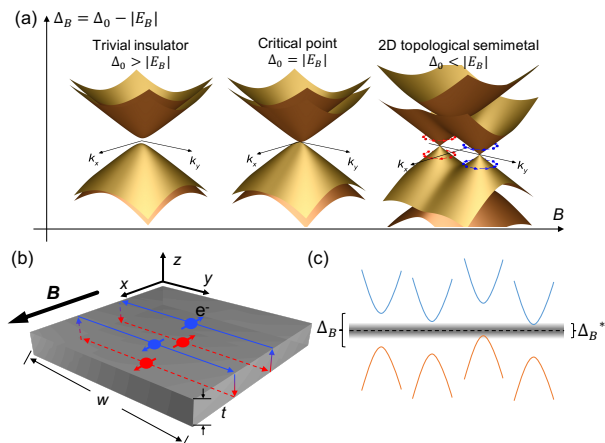 (a) Δ_B = Δ_0 − |E_B|
Trivial insulator
Δ_0 > |E_B|
Critical point
Δ_0 = |E_B|
2D topological semimetal
Δ_0 < |E_B|
k_x k_y
k_x k_y
k_x k_y
B
(b)
z
x y
B
e⁻
w
t
(c)
Δ_B
Δ_B*